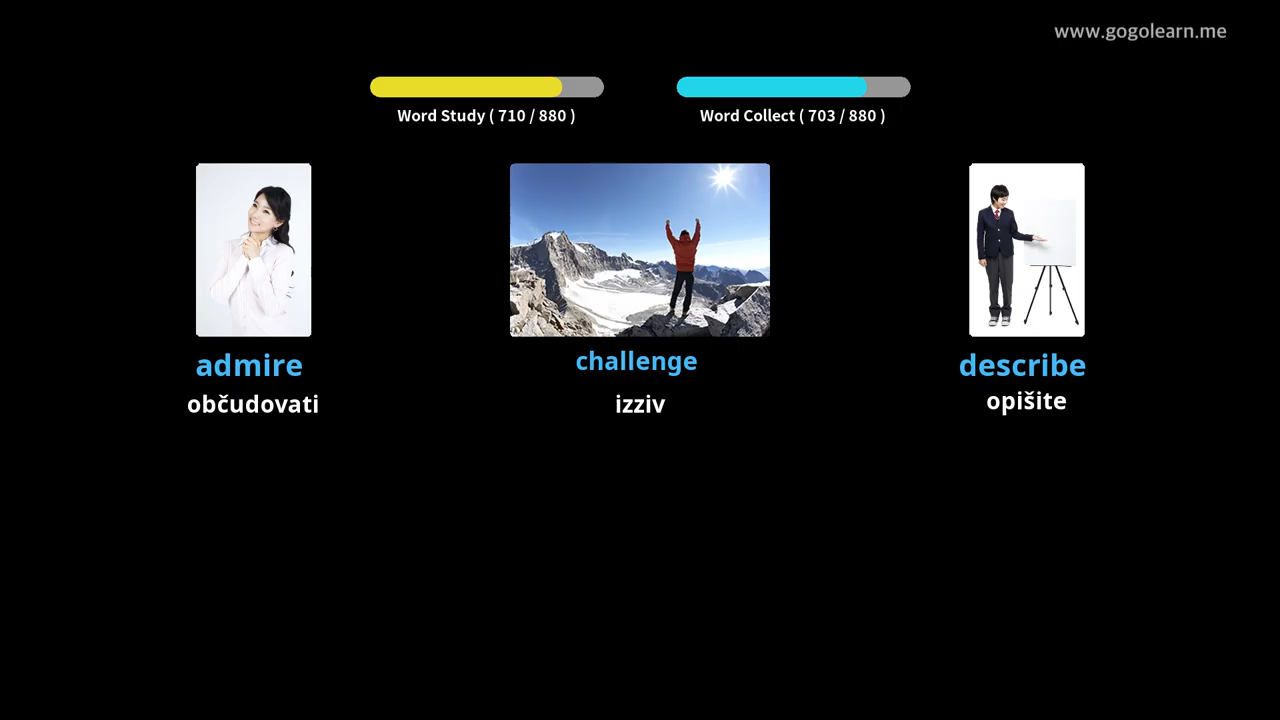 www.gogolearn.me
Word Study ( 710 / 880 )
Word Collect ( 703 / 880 )
admire
občudovati
challenge
izziv
describe
opišite